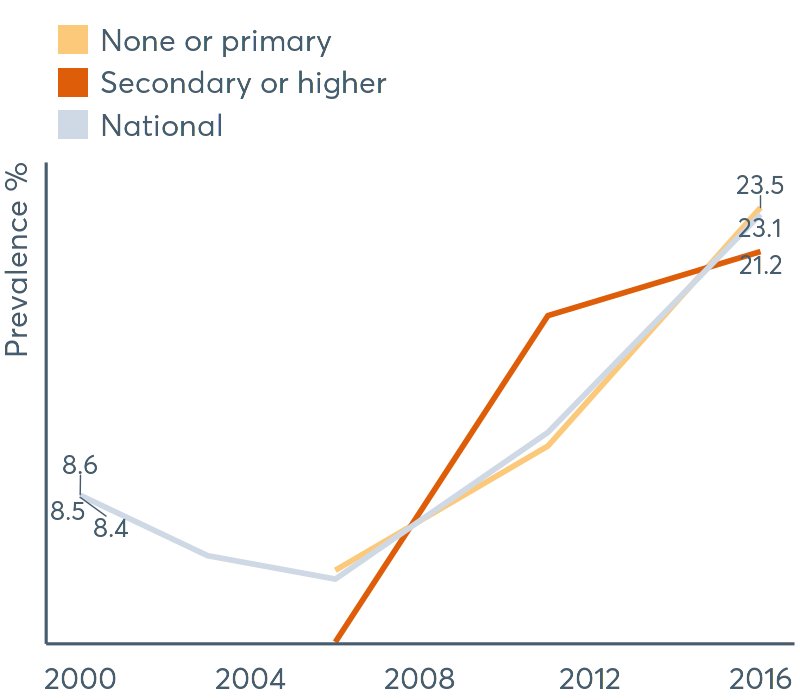 None or primary
Secondary or higher
National
Prevalence %
23.5
23.1
21.2
8.6
8.5
8.4
2000 2004 2008 2012 2016